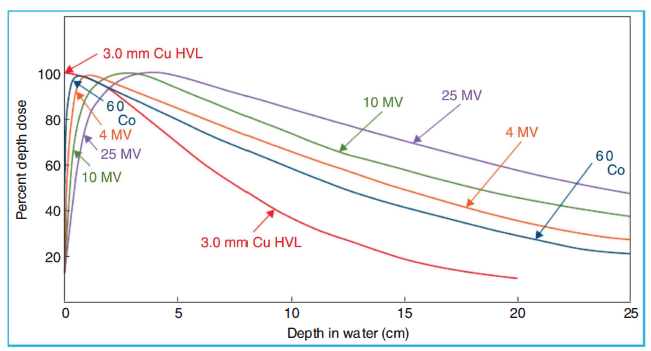 3.0 mm Cu HVL
100
80
60
40
20
Percent depth dose
60
Co
4 MV
25 MV
10 MV
10 MV
25 MV
4 MV
60
Co
3.0 mm Cu HVL
0
5
10
15
20
25
Depth in water (cm)